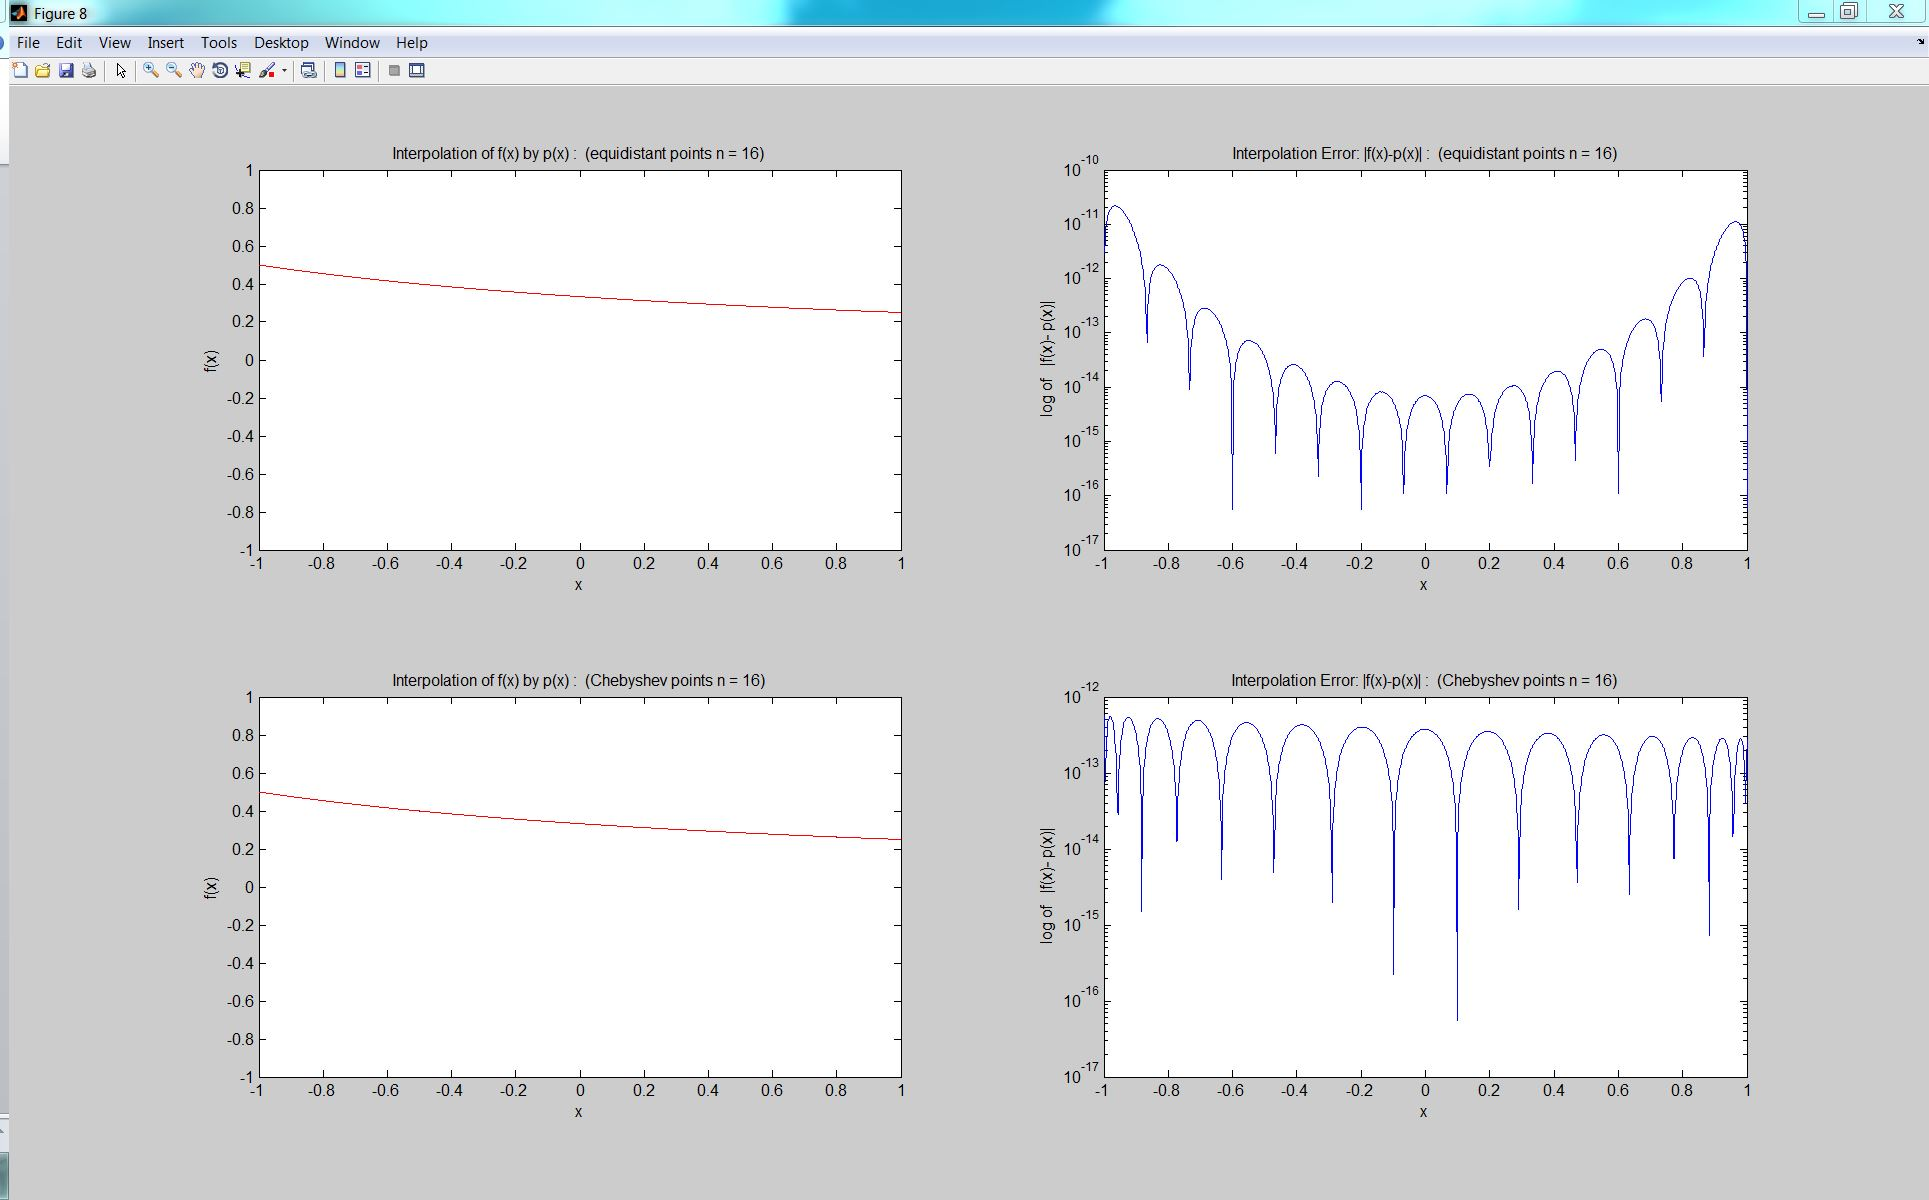 Figure 8
File Edit View Insert Tools Desktop Window Help
Interpolation of f(x) by p(x) : (equidistant points n = 16)
1
0.8
0.6
0.4
0.2
0
-0.2
-0.4
-0.6
-0.8
-1
f(x)
-1 -0.8 -0.6 -0.4 -0.2 0 0.2 0.4 0.6 0.8 1
x
Interpolation Error: |f(x)-p(x)| : (equidistant points n = 16)
10^-10
10^-11
10^-12
10^-13
10^-14
10^-15
10^-16
10^-17
log of |f(x)- p(x)|
-1 -0.8 -0.6 -0.4 -0.2 0 0.2 0.4 0.6 0.8 1
x
Interpolation of f(x) by p(x) : (Chebyshev points n = 16)
1
0.8
0.6
0.4
0.2
0
-0.2
-0.4
-0.6
-0.8
-1
f(x)
-1 -0.8 -0.6 -0.4 -0.2 0 0.2 0.4 0.6 0.8 1
x
Interpolation Error: |f(x)-p(x)| : (Chebyshev points n = 16)
10^-12
10^-13
10^-14
10^-15
10^-16
10^-17
log of |f(x)- p(x)|
-1 -0.8 -0.6 -0.4 -0.2 0 0.2 0.4 0.6 0.8 1
x